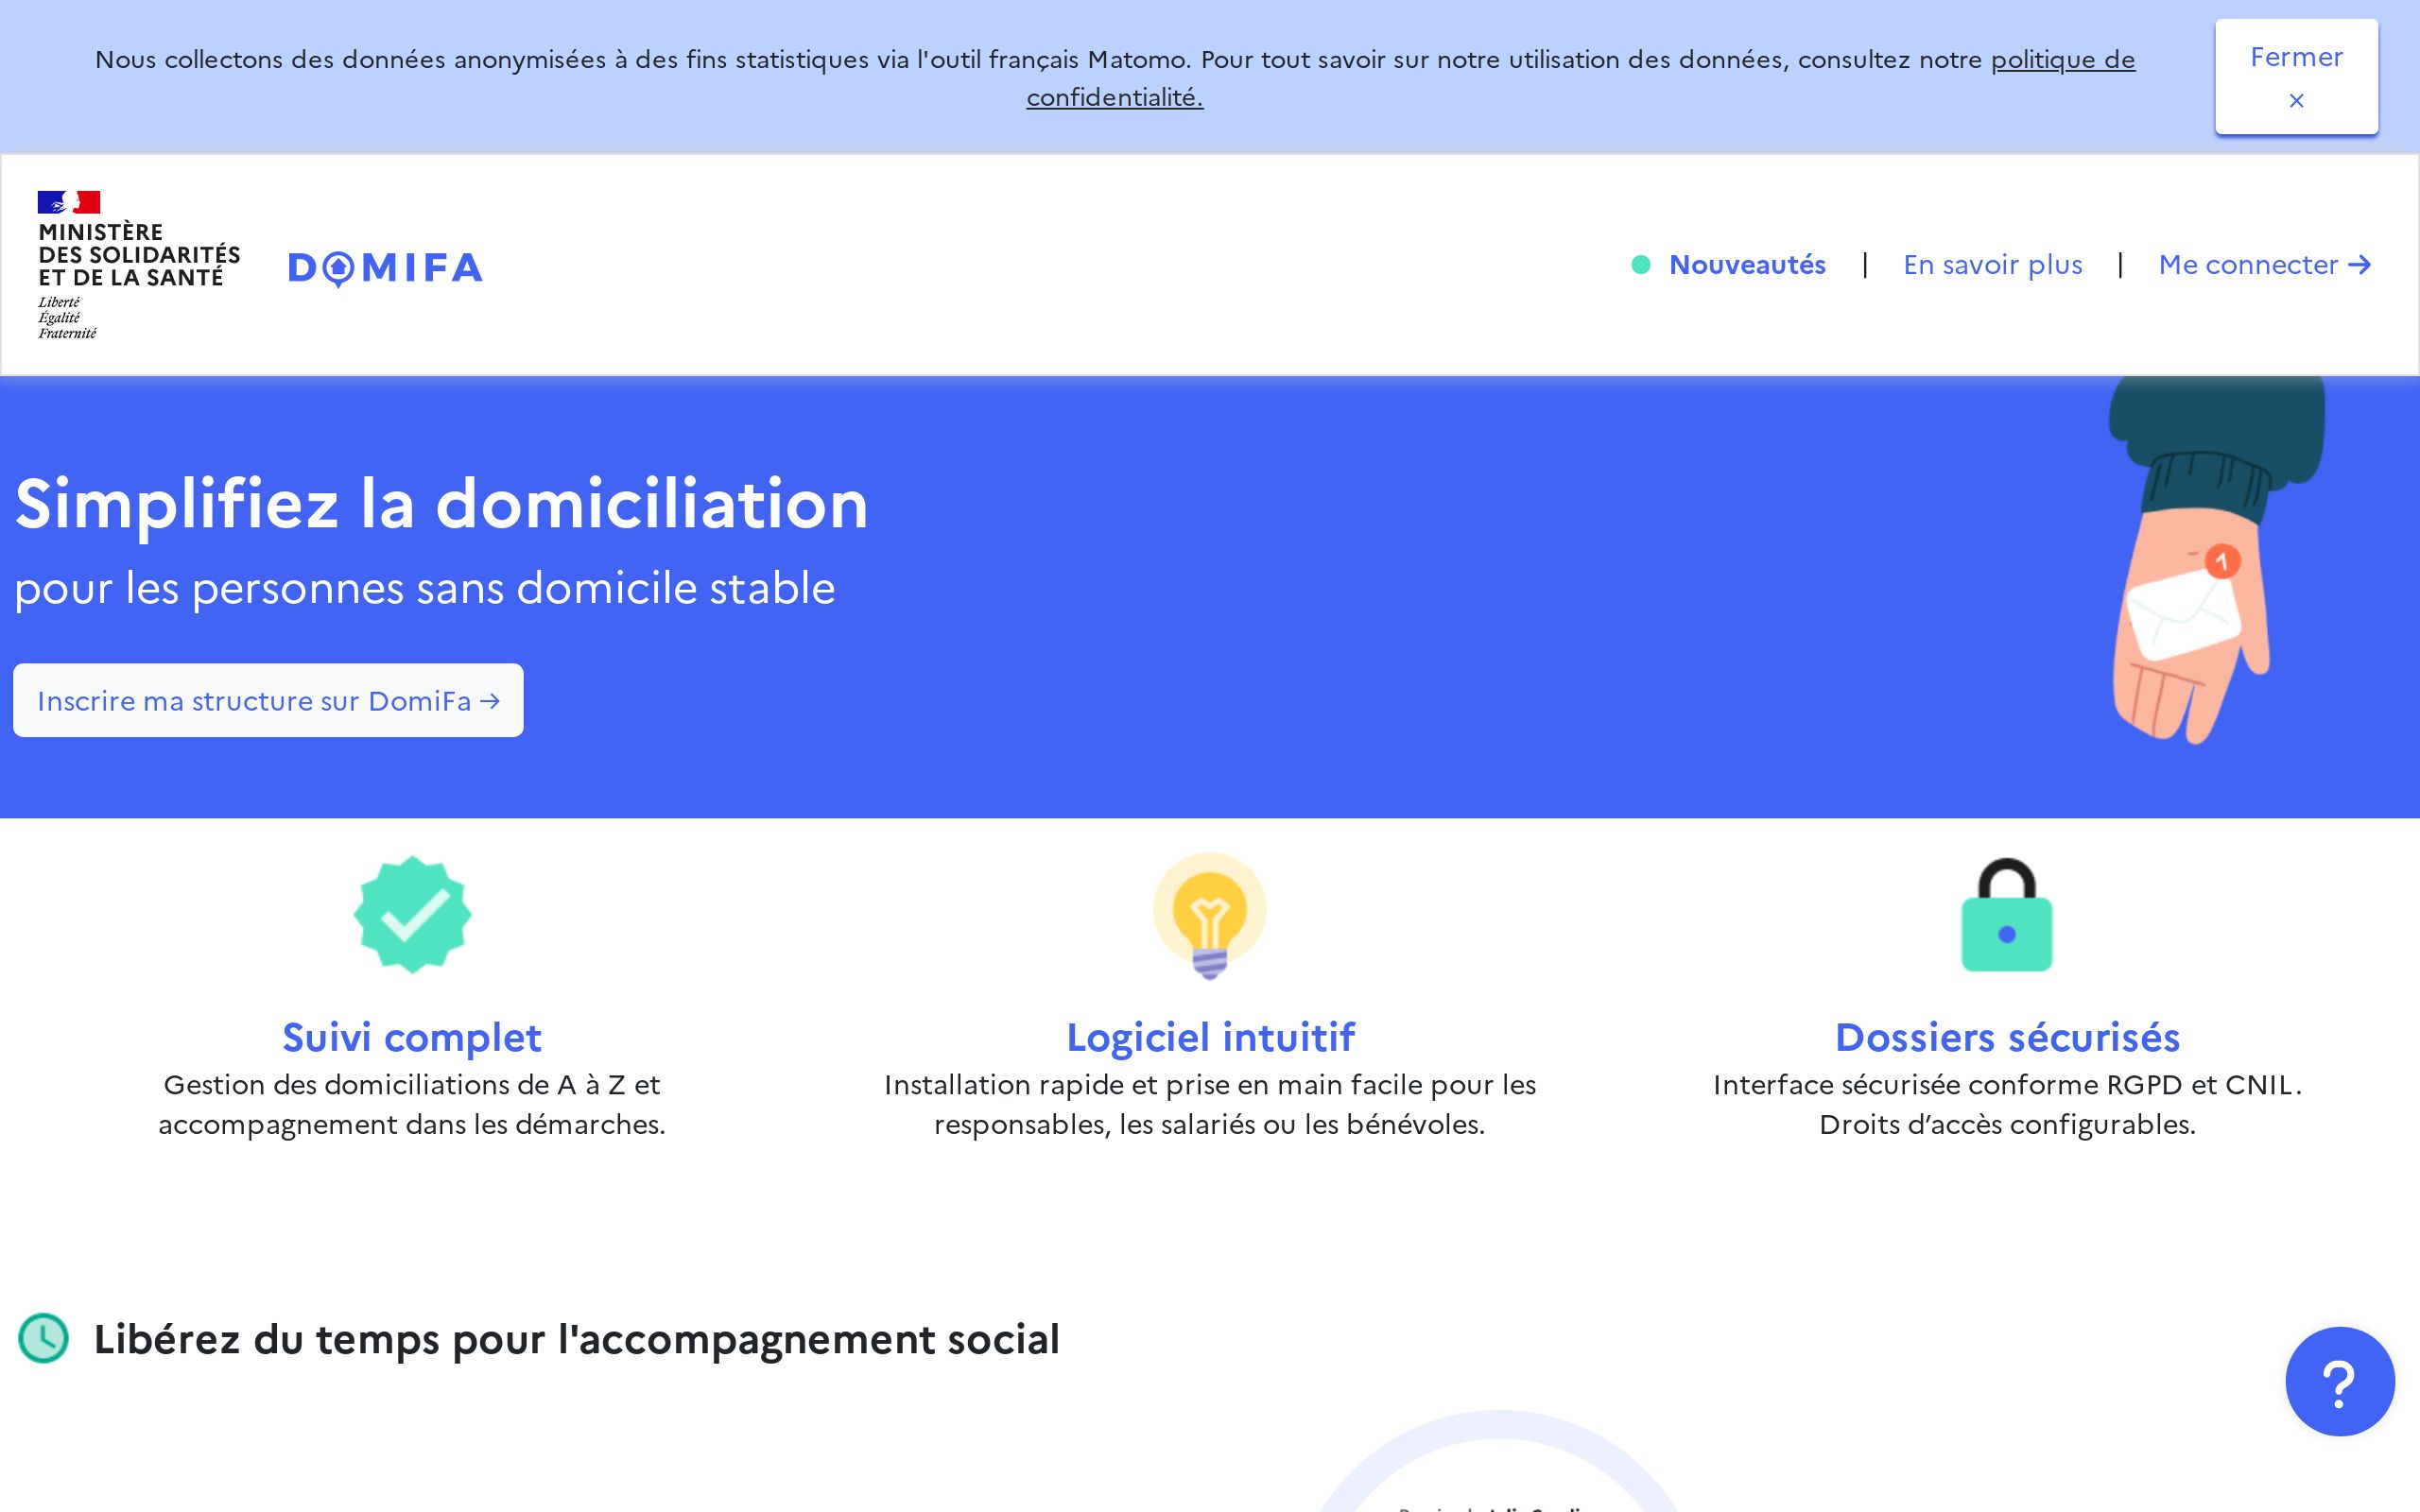 Nous collectons des données anonymisées à des fins statistiques via l'outil français Matomo. Pour tout savoir sur notre utilisation des données, consultez notre politique de
confidentialité.
Fermer
×
MINISTÈRE
DES SOLIDARITÉS
ET DE LA SANTÉ
Liberté
Égalité
Fraternité
DOMIFA
Nouveautés | En savoir plus | Me connecter →
Simplifiez la domiciliation
pour les personnes sans domicile stable
1
Inscrire ma structure sur DomiFa →
Suivi complet
Gestion des domiciliations de A à Z et
accompagnement dans les démarches.
Logiciel intuitif
Installation rapide et prise en main facile pour les
responsables, les salariés ou les bénévoles.
Dossiers sécurisés
Interface sécurisée conforme RGPD et CNIL.
Droits d’accès configurables.
Libérez du temps pour l'accompagnement social
?